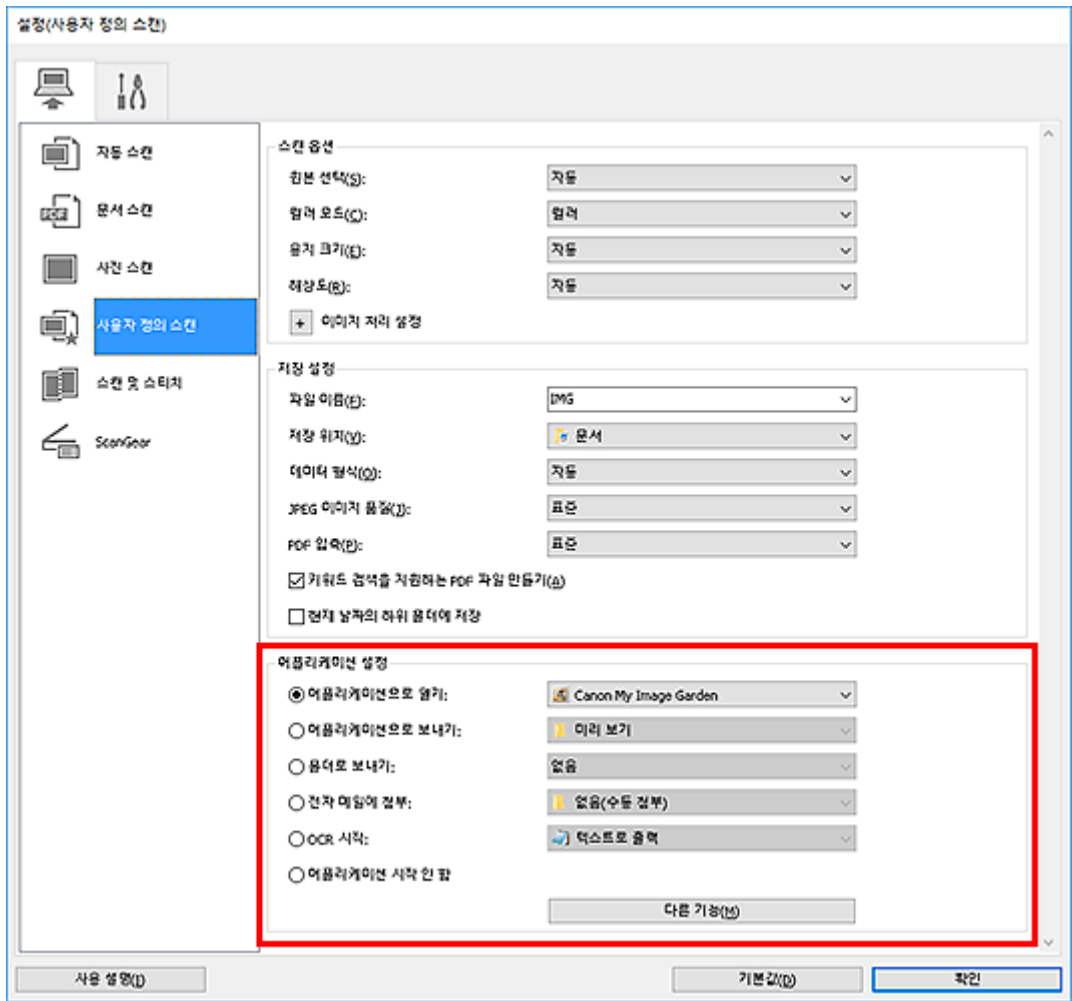 설정(사용자 정의 스캔)
자동 스캔
문서 스캔
사진 스캔
사용자 정의 스캔
스캔 및 스티치
ScanGear
스캔 옵션
원본 선택(S): 자동
컬러 모드(C): 컬러
용지 크기(E): 자동
해상도(R): 자동
+ 이미지 처리 설정
저장 설정
파일 이름(F): IMG
저장 위치(V): 문서
데이터 형식(O): 자동
JPEG 이미지 품질(J): 표준
PDF 압축(P): 표준
키워드 검색을 지원하는 PDF 파일 만들기(A)
현재 날짜의 하위 폴더에 저장
어플리케이션 설정
어플리케이션으로 열기: Canon My Image Garden
어플리케이션으로 보내기: 미리 보기
폴더로 보내기: 없음
전자 메일에 첨부: 없음(수동 첨부)
OCR 시작: 텍스트로 출력
어플리케이션 시작 안 함
다른 기능(M)
사용 설명(I)
기본값(D)
확인